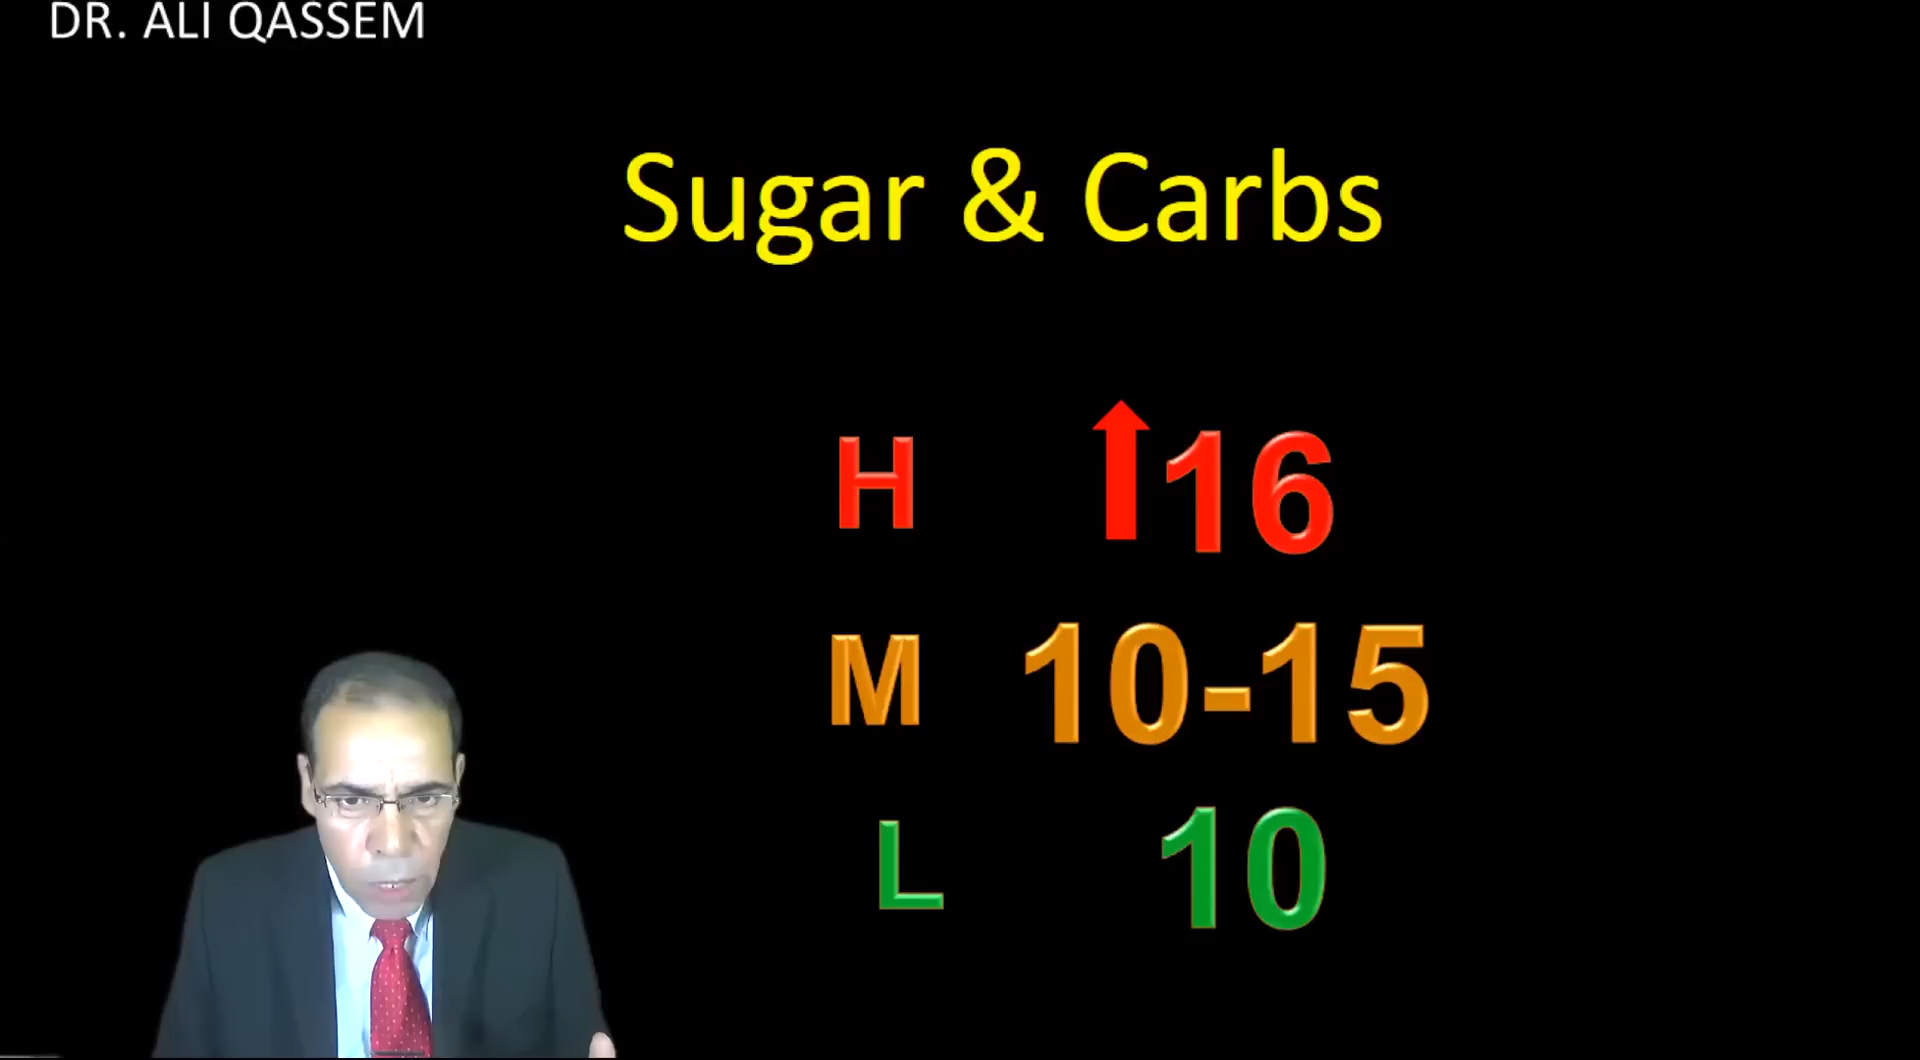 DR. ALI QASSEM
Sugar & Carbs
H 16
M 10-15
L 10